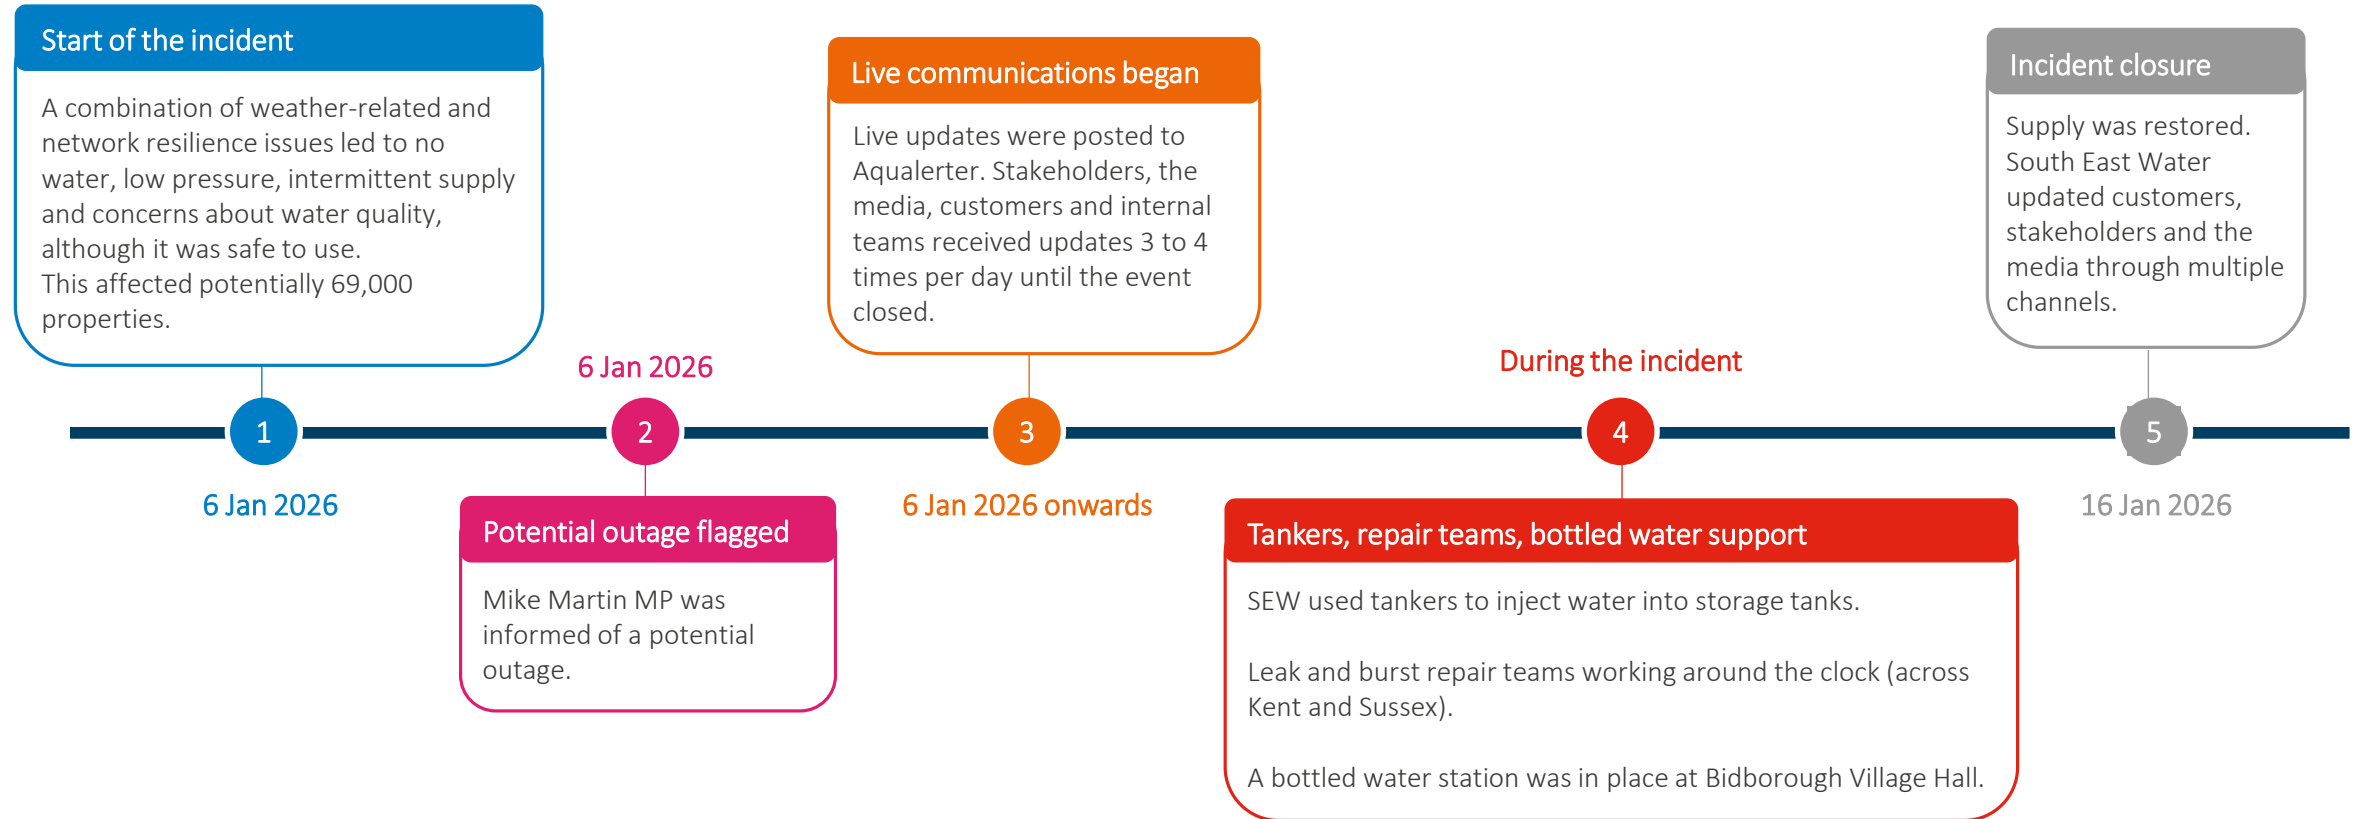 Start of the incident
A combination of weather-related and
network resilience issues led to no
water, low pressure, intermittent supply
and concerns about water quality,
although it was safe to use.
This affected potentially 69,000
properties.
1
6 Jan 2026
6 Jan 2026
2
Potential outage flagged
Mike Martin MP was
informed of a potential
outage.
Live communications began
Live updates were posted to
Aqualerter. Stakeholders, the
media, customers and internal
teams received updates 3 to 4
times per day until the event
closed.
3
6 Jan 2026 onwards
During the incident
4
Tankers, repair teams, bottled water support
SEW used tankers to inject water into storage tanks.
Leak and burst repair teams working around the clock (across
Kent and Sussex).
A bottled water station was in place at Bidborough Village Hall.
Incident closure
Supply was restored.
South East Water
updated customers,
stakeholders and the
media through multiple
channels.
5
16 Jan 2026